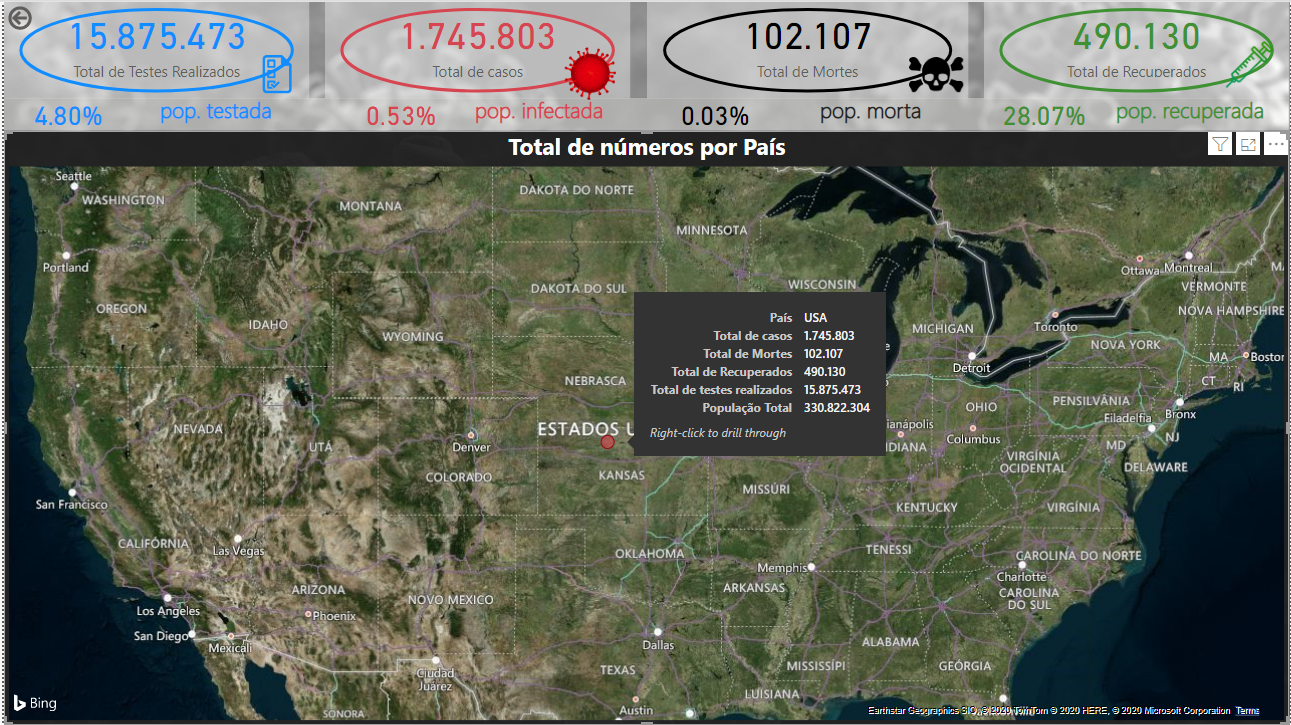 15.875.473
Total de Testes Realizados
4.80% pop. testada
1.745.803
Total de casos
0.53% pop. infectada
102.107
Total de Mortes
0.03% pop. morta
490.130
Total de Recuperados
28.07% pop. recuperada
Total de números por País
Seattle
WASHINGTON
MONTANA
DAKOTA DO NORTE
MINNESOTA
Ottawa
Montreal
Portland
OREGON
IDAHO
WYOMING
DAKOTA DO SUL
WISCONSIN
VERMONTE
NOVA HAMPSHIRE
MICHIGAN
Toronto
NOVA YORK
MA
Boston
Detroit
CT
RI
NEBRASCA
País USA
Total de casos 1.745.803
Total de Mortes 102.107
Total de Recuperados 490.130
Total de testes realizados 15.875.473
População Total 330.822.304
Right-click to drill through
PENSILVÂNIA
OHIO
Filadelfia
Bronx
NEVADA
UTÁ
Denver
ESTADOS U
ianápolis
DIANA
Columbus
NJ
MD
DELAWARE
VIRGÍNIA
OCIDENTAL
COLORADO
KANSAS
MISSÚRI
San Francisco
KENTUCKY
VIRGÍNIA
CALIFÓRNIA
Las Vegas
OKLAHOMA
TENESSI
CAROLINA DO NORTE
Memphis
Charlotte
ARIZONA
NOVO MÉXICO
ARKANSAS
CAROLINA
DO SUL
Los Angeles
Phoenix
San Diego
Mexicali
Dallas
ALABAMA
Ciudad
Juárez
TEXAS
MISSISSÍPI
GEÓRGIA
LUISIANA
SONORA
Austin
Bing
Earthstar Geographics SIO, © 2020 TomTom © 2020 HERE, © 2020 Microsoft Corporation Terms